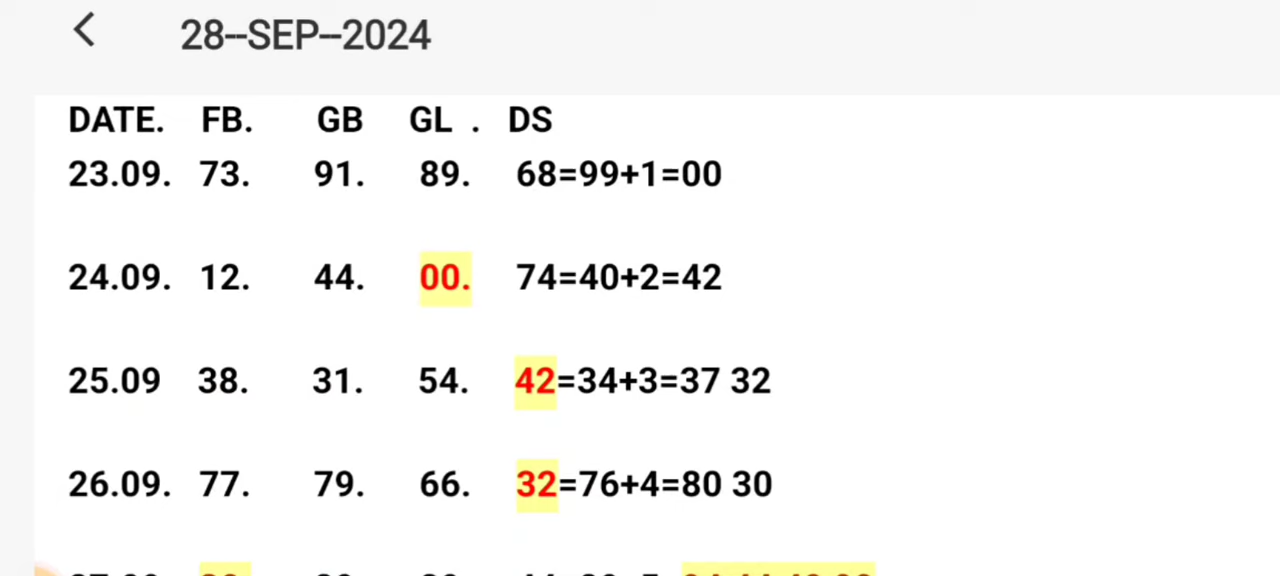 28--SEP--2024
DATE. FB. GB GL . DS
23.09. 73. 91. 89. 68=99+1=00
24.09. 12. 44. 00. 74=40+2=42
25.09 38. 31. 54. 42=34+3=37 32
26.09. 77. 79. 66. 32=76+4=80 30